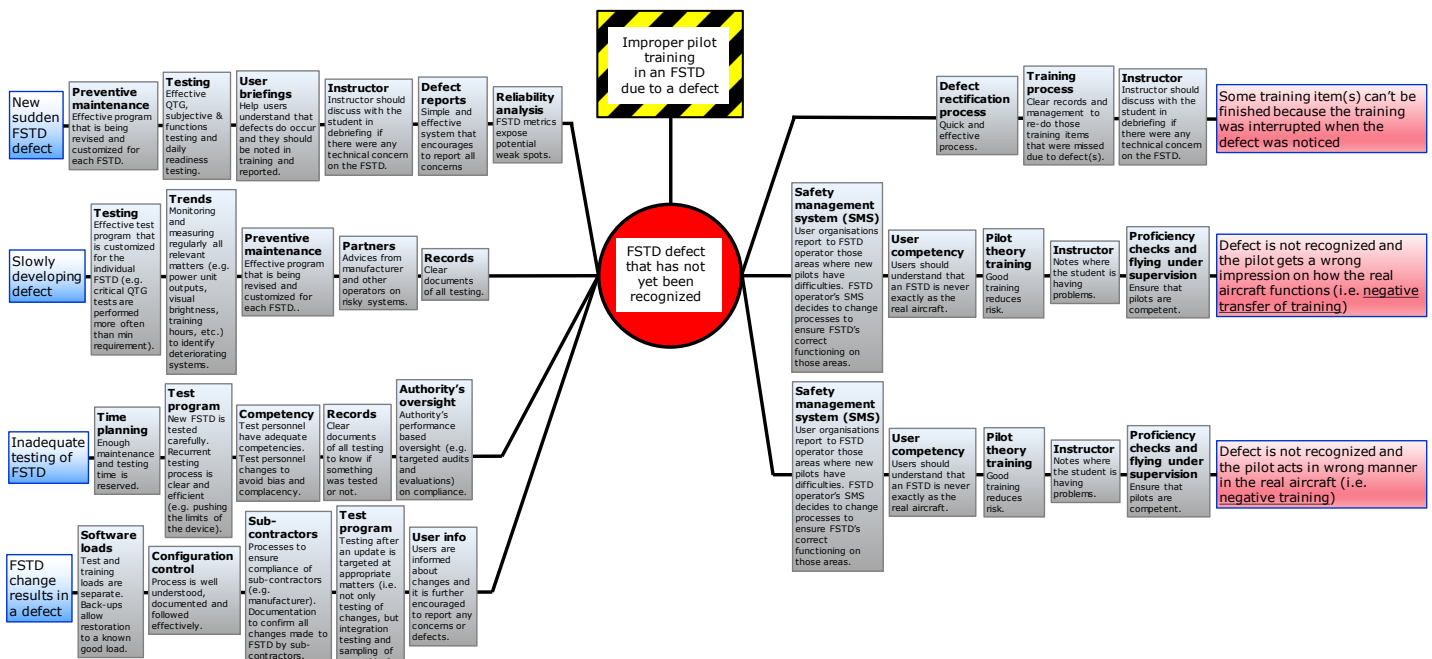 Improper pilot
training
in an FSTD
due to a defect
New
sudden
FSTD
defect
Preventive
maintenance
Effective program
that is being
revised and
customized for
each FSTD.
Testing
Effective
QTG,
subjective &
functions
testing and
daily
readiness
testing.
User
briefings
Help users
understand that
defects do occur
and they should
be noted in
training and
reported.
Instructor
Instructor should
discuss with the
student in
debriefing if
there were any
technical concern
on the FSTD.
Defect
reports
Simple and
effective
system that
encourages
to report all
concerns
Reliability
analysis
FSTD metrics
expose
potential
weak spots.
Defect
rectification
process
Quick and
effective
process.
Training
process
Clear records and
management to
re-do those
training items
that were missed
due to defect(s).
Instructor
Instructor should
discuss with the
student in
debriefing if there
were any
technical concern
on the FSTD.
Some training item(s) can't be
finished because the training
was interrupted when the
defect was noticed
Slowly
developing
defect
Testing
Effective test
program that
is customized
for the
individual
FSTD (e.g.
critical QTG
tests are
performed
more often
than min
requirement).
Trends
Monitoring
and
measuring
regularly all
relevant
matters (e.g.
power unit
outputs,
visual
brightness,
training
hours, etc.)
to identify
deteriorating
systems.
Preventive
maintenance
Effective program
that is being
revised and
customized for
each FSTD..
Partners
Advices from
manufacturer
and other
operators on
risky systems.
Records
Clear
documents
of all testing.
FSTD defect
that has not
yet been
recognized
Safety
management
system (SMS)
User organisations
report to FSTD
operator those
areas where new
pilots have
difficulties. FSTD
operator's SMS
decides to change
processes to
ensure FSTD's
correct
functioning on
those areas.
User
competency
Users should
understand that
an FSTD is never
exactly as the
real aircraft.
Pilot
theory
training
Good
training
reduces
risk.
Instructor
Notes where
the student is
having
problems.
Proficiency
checks and
flying under
supervision
Ensure that
pilots are
competent.
Defect is not recognized and
the pilot gets a wrong
impression on how the real
aircraft functions (i.e. negative
transfer of training)
Inadequate
testing of
FSTD
Time
planning
Enough
maintenance
and testing
time is
reserved.
Test
program
New FSTD is
tested
carefully.
Recurrent
testing
process is
clear and
efficient
(e.g. pushing
the limits of
the device).
Competency
Test personnel
have adequate
competencies.
Test personnel
changes to
avoid bias and
complacency.
Records
Clear
documents
of all testing
to know if
something
was tested
or not.
Authority's
oversight
Authority's
performance
based
oversight (e.g.
targeted audits
and
evaluations)
on compliance.
Safety
management
system (SMS)
User organisations
report to FSTD
operator those
areas where new
pilots have
difficulties. FSTD
operator's SMS
decides to change
processes to
ensure FSTD's
correct
functioning on
those areas.
User
competency
Users should
understand that
an FSTD is never
exactly as the
real aircraft.
Pilot
theory
training
Good
training
reduces
risk.
Instructor
Notes where
the student is
having
problems.
Proficiency
checks and
flying under
supervision
Ensure that
pilots are
competent.
Defect is not recognized and
the pilot acts in wrong manner
in the real aircraft (i.e.
negative training)
FSTD
change
results in
a defect
Software
loads
Test and
training
loads are
separate.
Back-ups
allow
restoration
to a known
good load.
Configuration
control
Process is well
understood,
documented and
followed
effectively.
Sub-
contractors
Processes to
ensure
compliance of
sub-contractors
(e.g.
manufacturer).
Documentation
to confirm all
changes made to
FSTD by sub-
contractors.
Test
program
Testing after
an update is
targeted at
appropriate
matters (i.e.
not only
testing of
changes, but
integration
testing and
sampling of
User info
Users are
informed
about
changes and
it is further
encouraged
to report any
concerns or
defects.